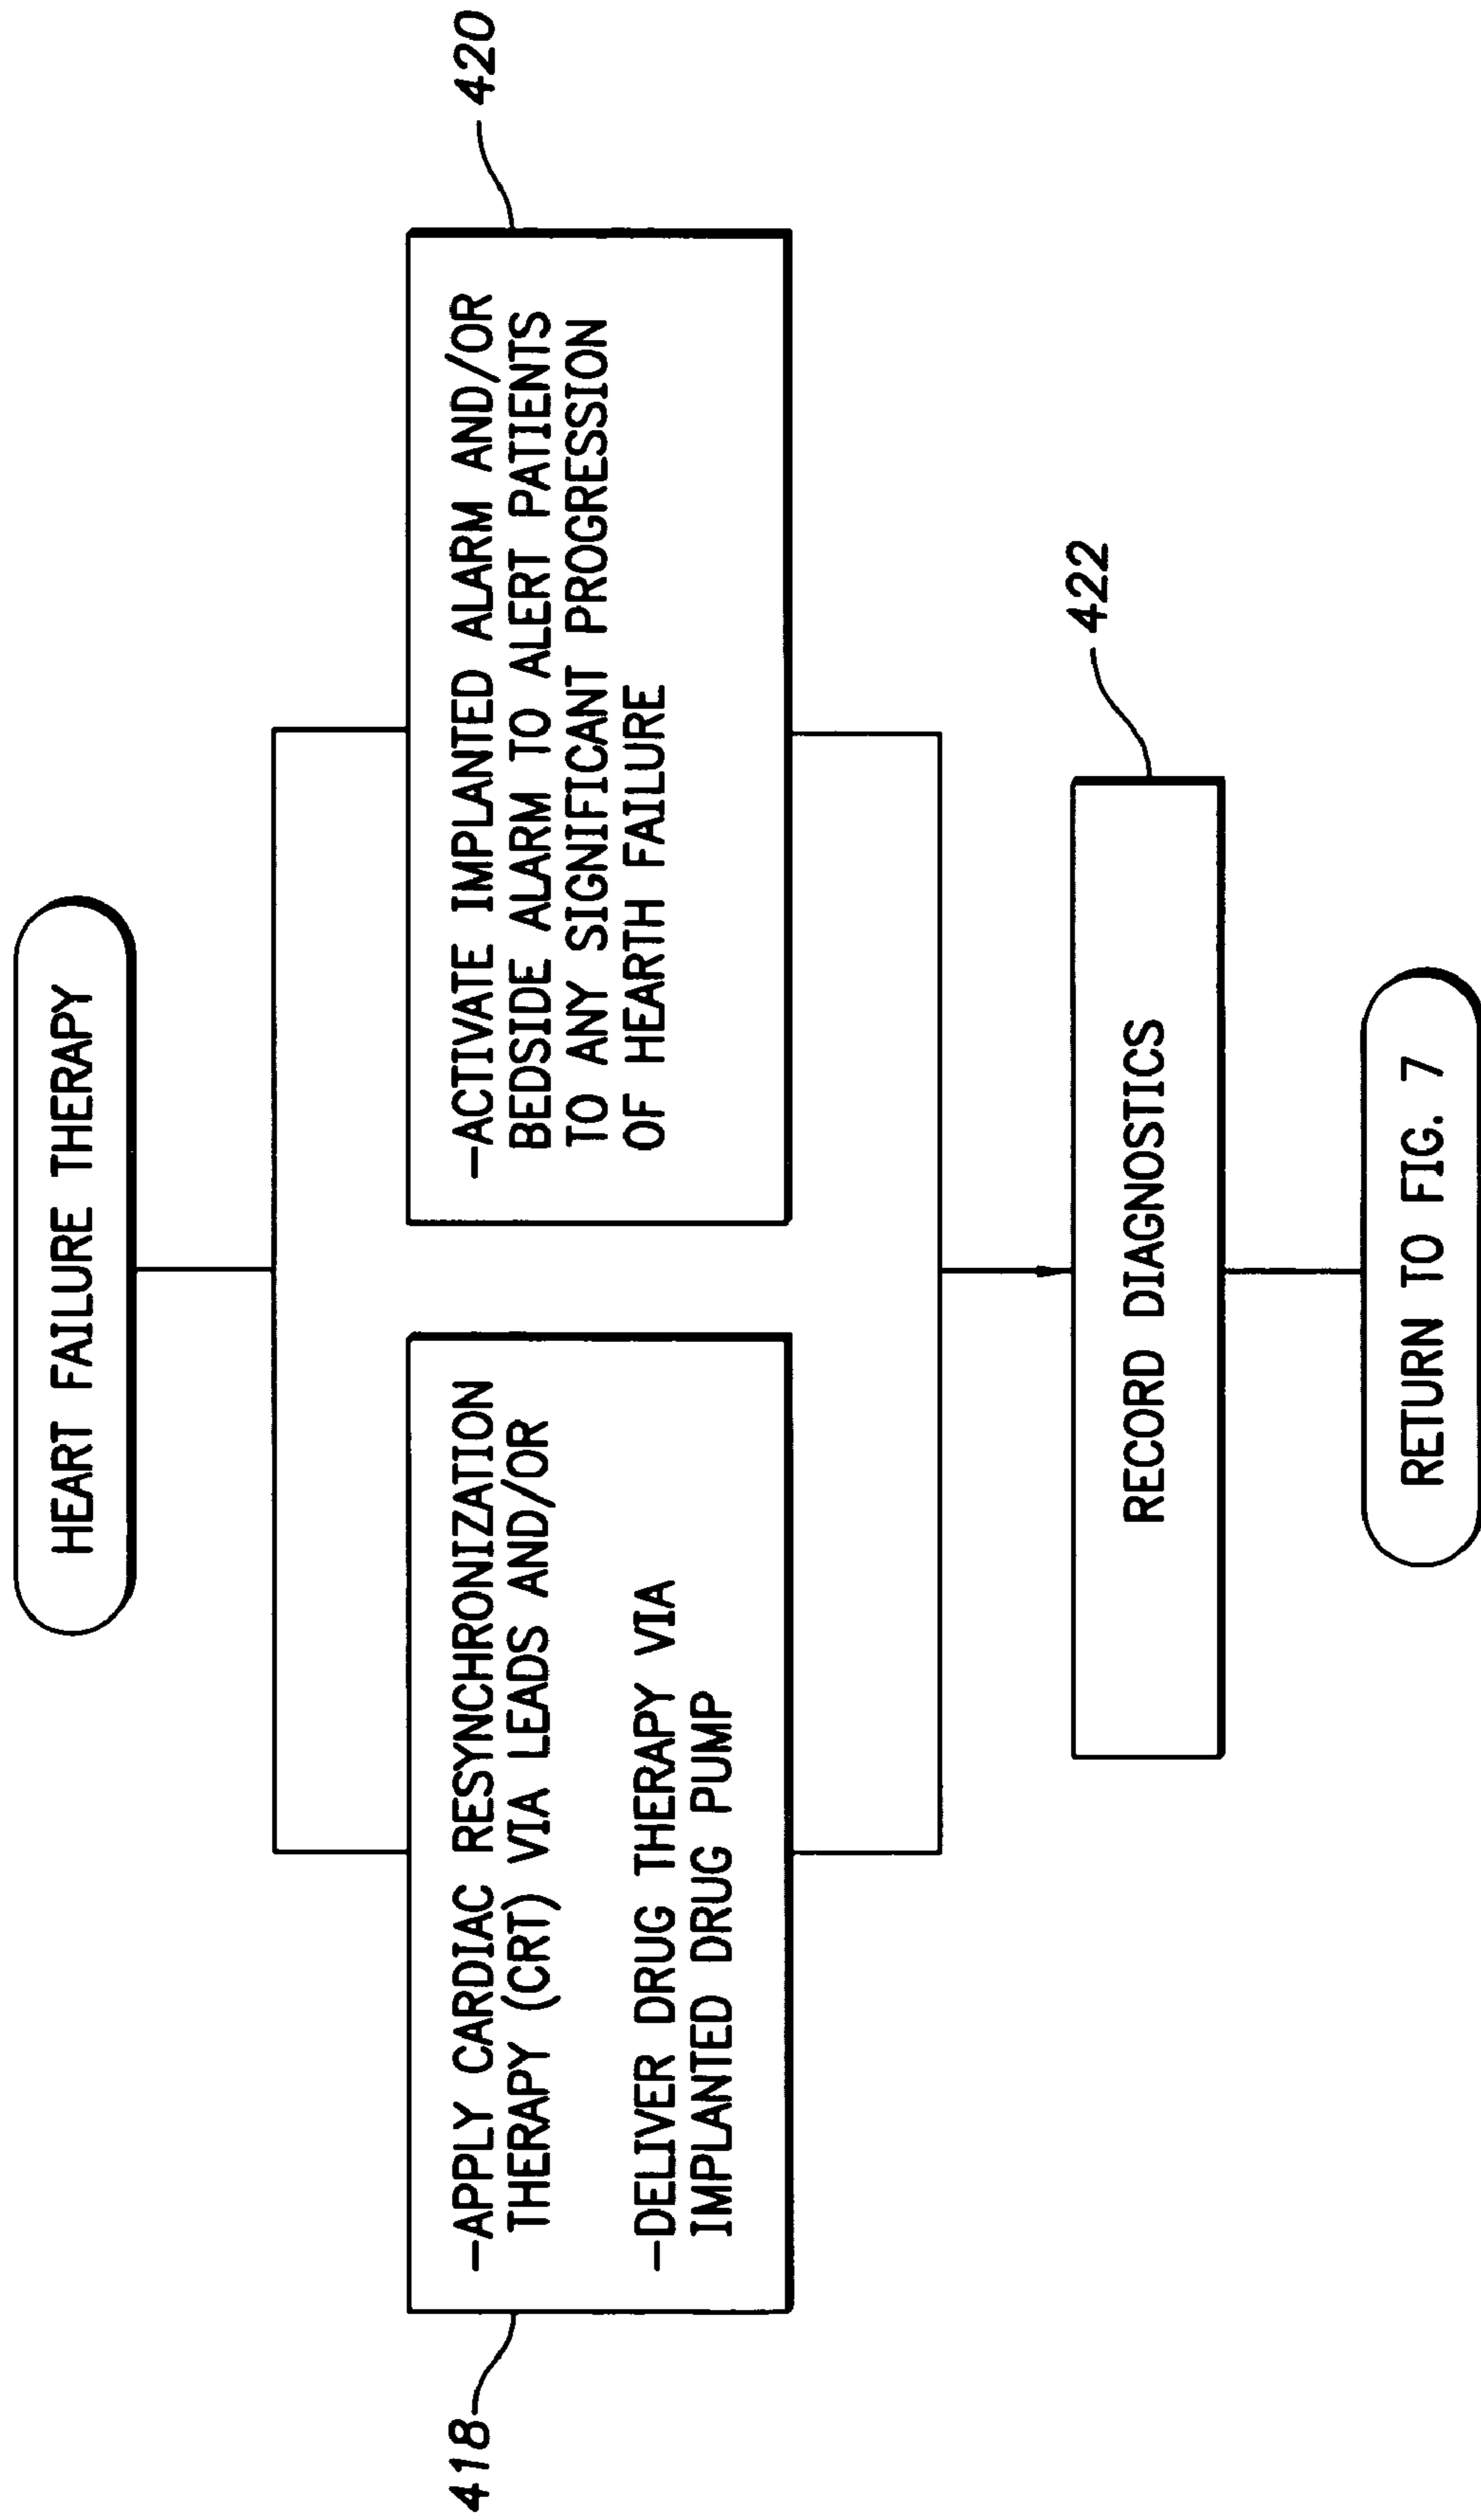 HEART FAILURE THERAPY
418
-APPLY CARDIAC RESYNCHRONIZATION
THERAPY (CRT) VIA LEADS AND/OR
-DELIVER DRUG THERAPY VIA
IMPLANTED DRUG PUMP
420
-ACTIVATE IMPLANTED ALARM AND/OR
BEDSIDE ALARM TO ALERT PATIENTS
TO ANY SIGNIFICANT PROGRESSION
OF HEARTH FAILURE
422
RECORD DIAGNOSTICS
RETURN TO FIG. 7